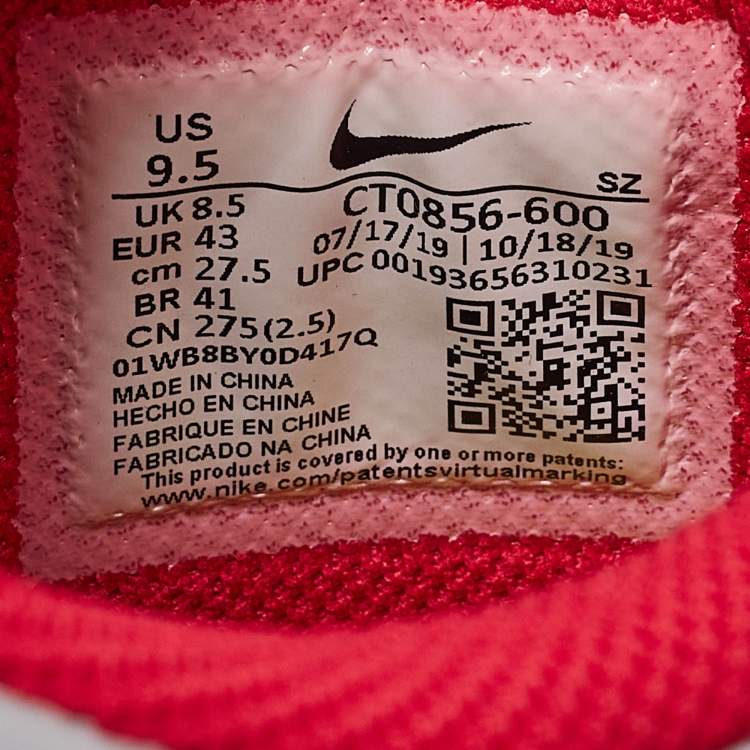 US
9.5
SZ
UK 8.5
CT0856-600
EUR 43
07/17/19 | 10/18/19
cm 27.5
UPC 00193656310231
BR 41
CN 275(2.5)
01WB8BY0D417Q
MADE IN CHINA
HECHO EN CHINA
FABRIQUE EN CHINE
FABRICADO NA CHINA
This product is covered by one or more patents:
www.nike.com/patentsvirtualmarking